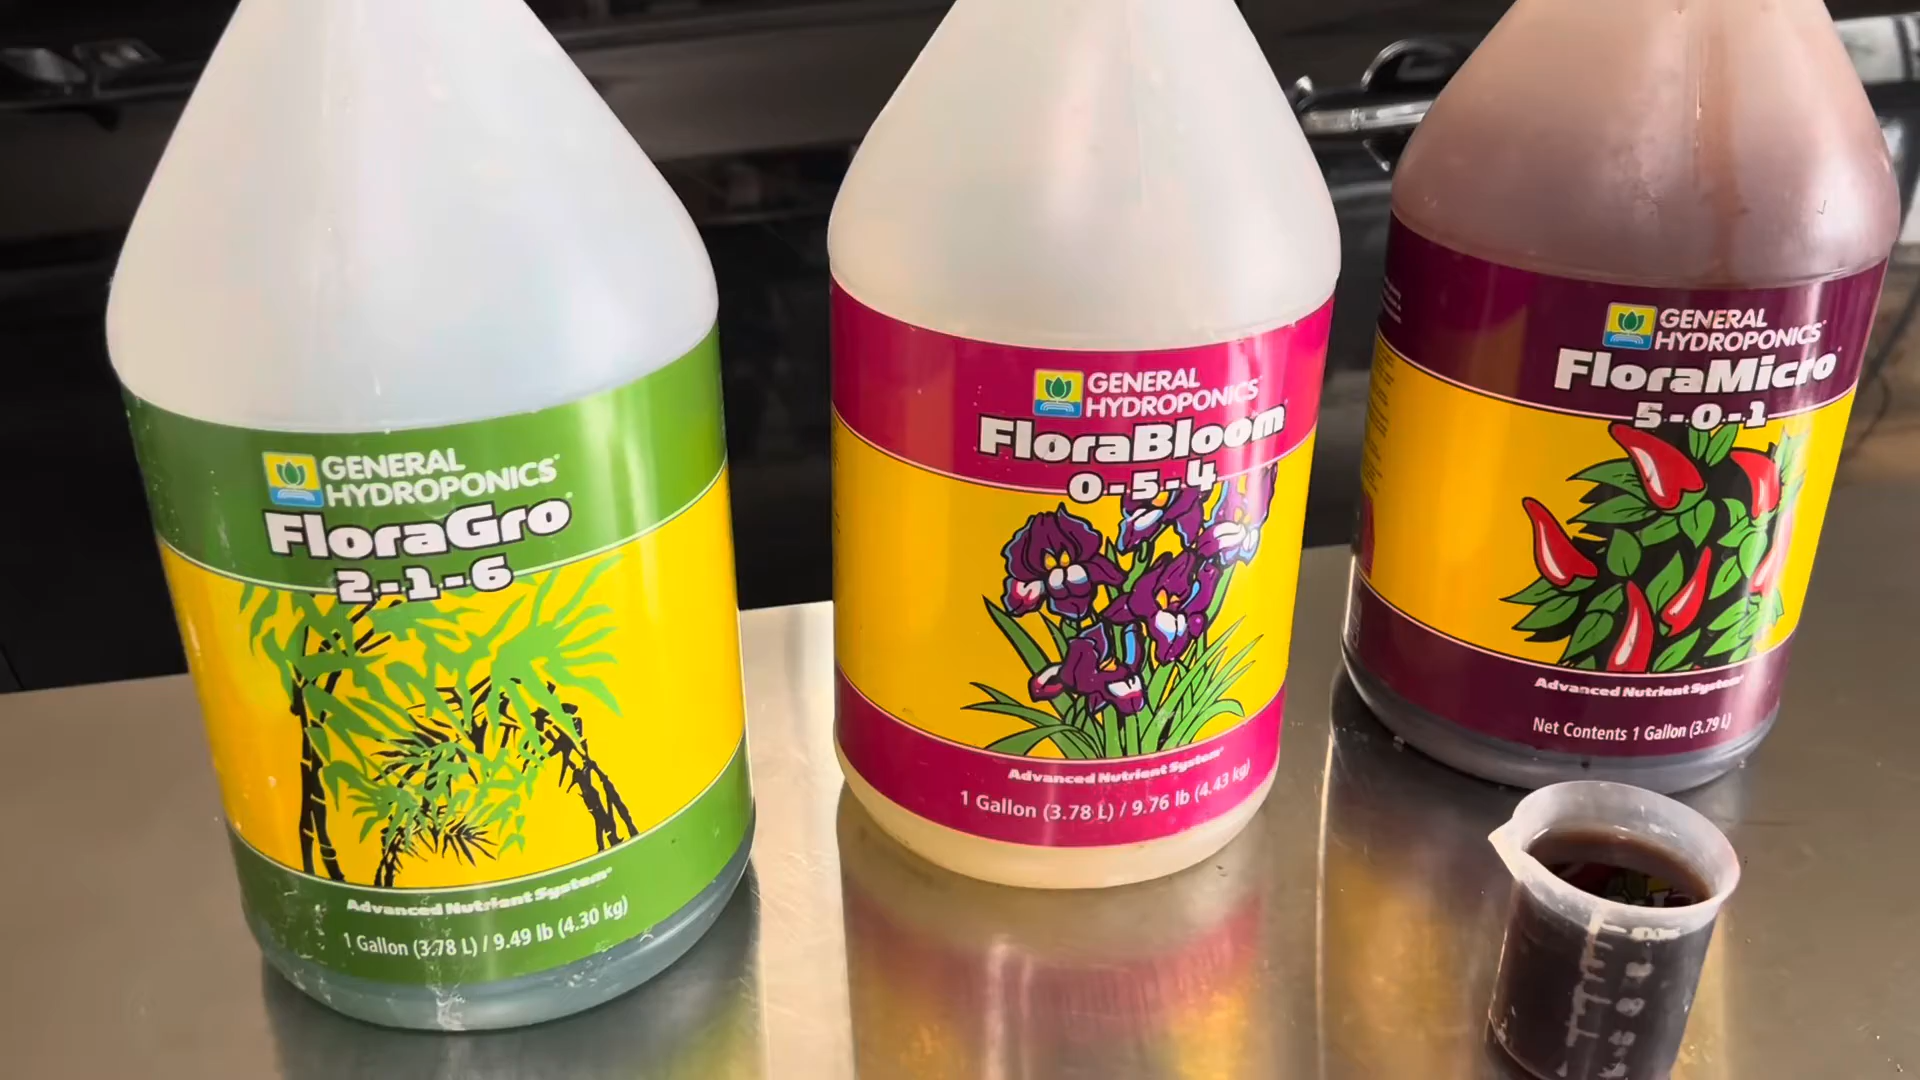 GENERAL
HYDROPONICS
FloraGro
2-1-6
Advanced Nutrient System
1 Gallon (3.78 L) / 9.49 lb (4.30 kg)
GENERAL
HYDROPONICS
FloraBloom
0-5-4
Advanced Nutrient System
1 Gallon (3.78 L) / 9.76 lb (4.43 kg)
GENERAL
HYDROPONICS
FloraMicro
5-0-1
Advanced Nutrient System
Net Contents 1 Gallon (3.79 L)